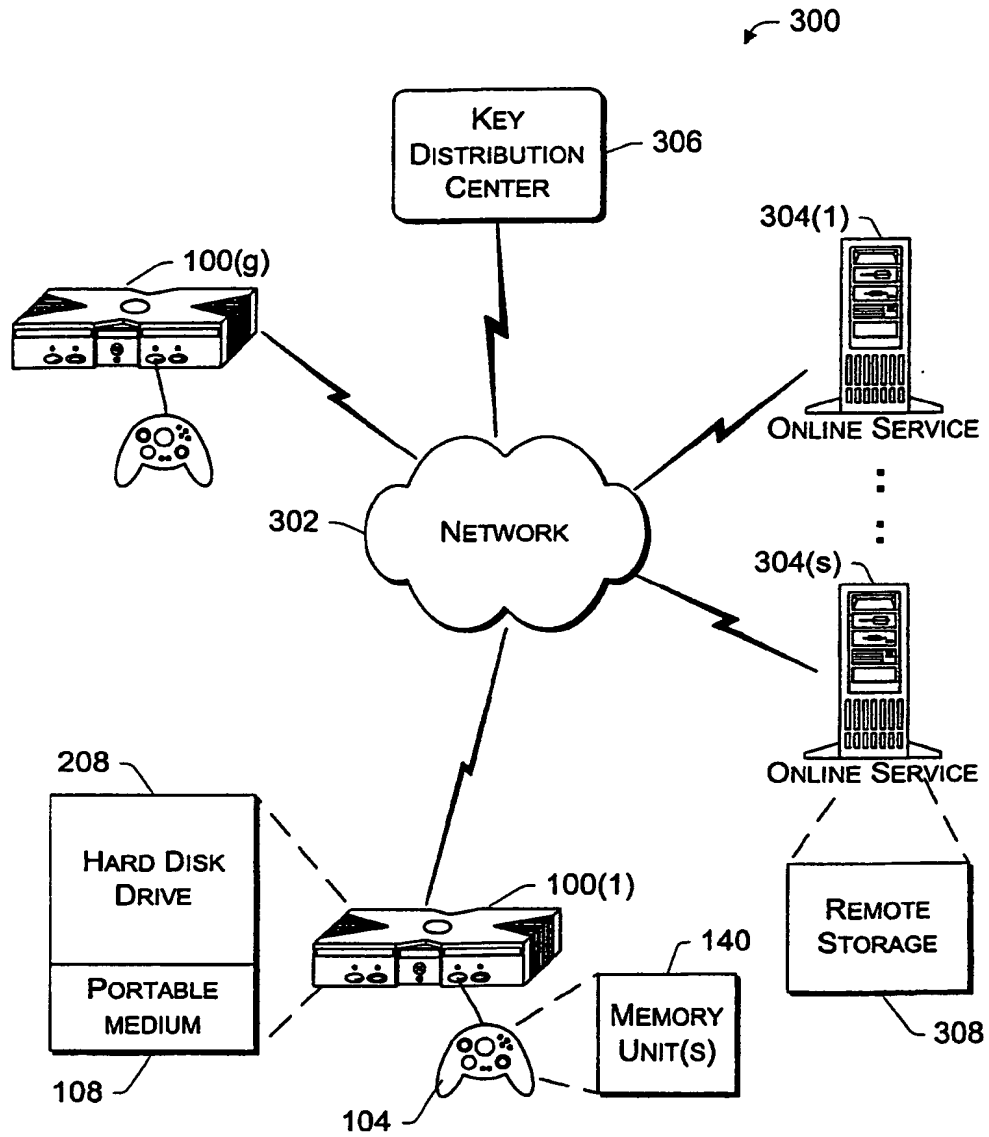 300
KEY
DISTRIBUTION
CENTER
306
304(1)
100(g)
ONLINE SERVICE
302
NETWORK
304(s)
ONLINE SERVICE
208
HARD DISK
DRIVE
100(1)
REMOTE
STORAGE
140
PORTABLE
MEDIUM
MEMORY
UNIT(S)
308
108
104